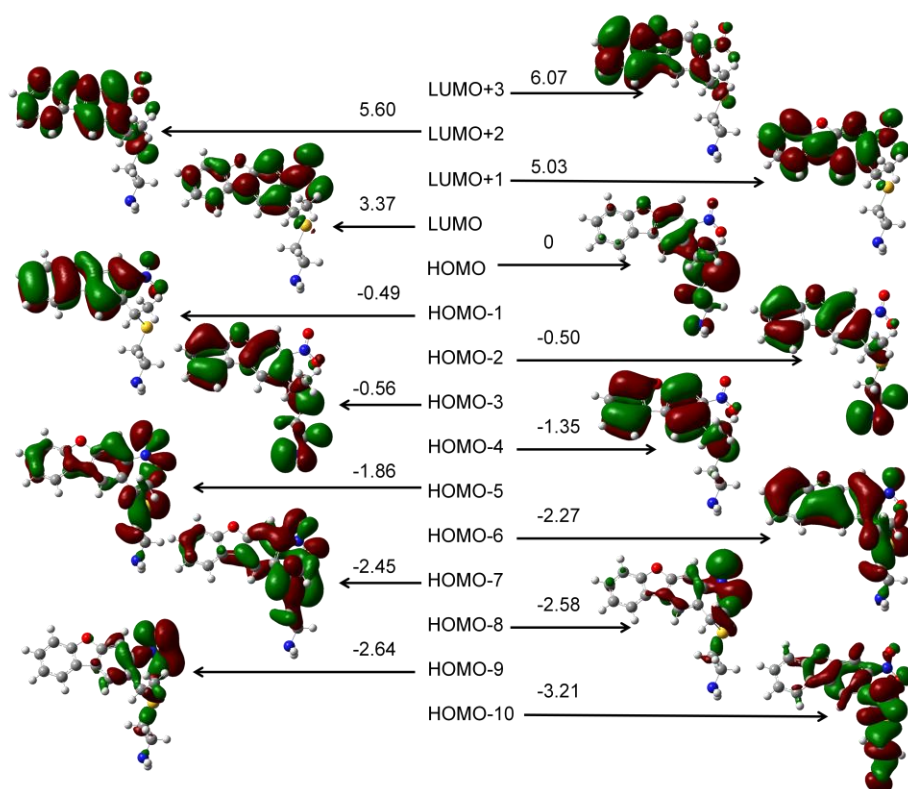 LUMO+3 6.07
5.60 LUMO+2
LUMO+1 5.03
3.37 LUMO
HOMO 0
-0.49 HOMO-1
HOMO-2 -0.50
-0.56 HOMO-3
HOMO-4 -1.35
-1.86 HOMO-5
HOMO-6 -2.27
-2.45 HOMO-7
HOMO-8 -2.58
-2.64 HOMO-9
HOMO-10 -3.21